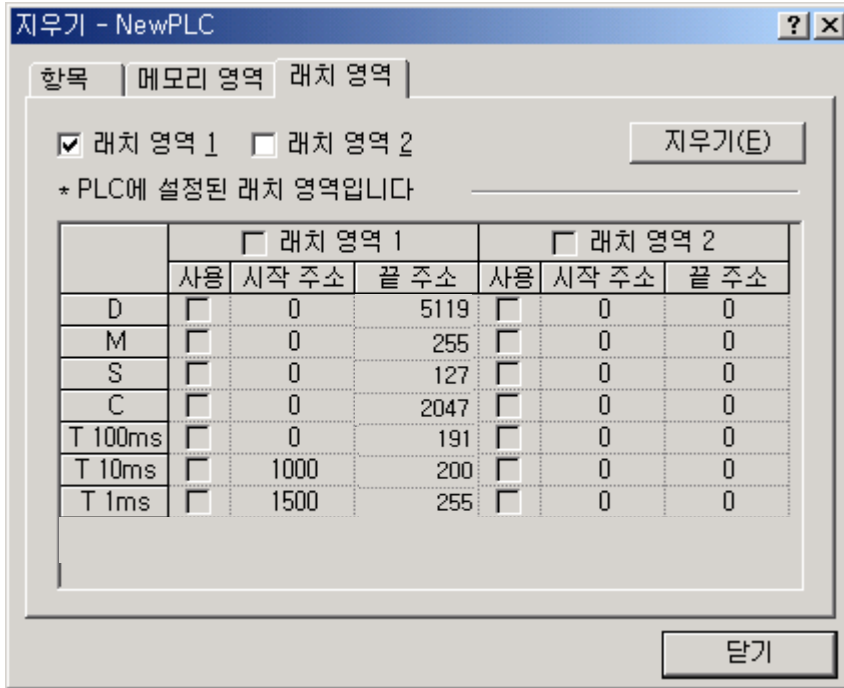 지우기 - NewPLC
항목 메모리 영역 래치 영역
래치 영역 1 래치 영역 2 지우기(E)
* PLC에 설정된 래치 영역입니다
래치 영역 1 래치 영역 2
사용 시작 주소 끝 주소 사용 시작 주소 끝 주소
D 0 5119 0 0
M 0 255 0 0
S 0 127 0 0
C 0 2047 0 0
T 100ms 0 191 0 0
T 10ms 1000 200 0 0
T 1ms 1500 255 0 0
닫기